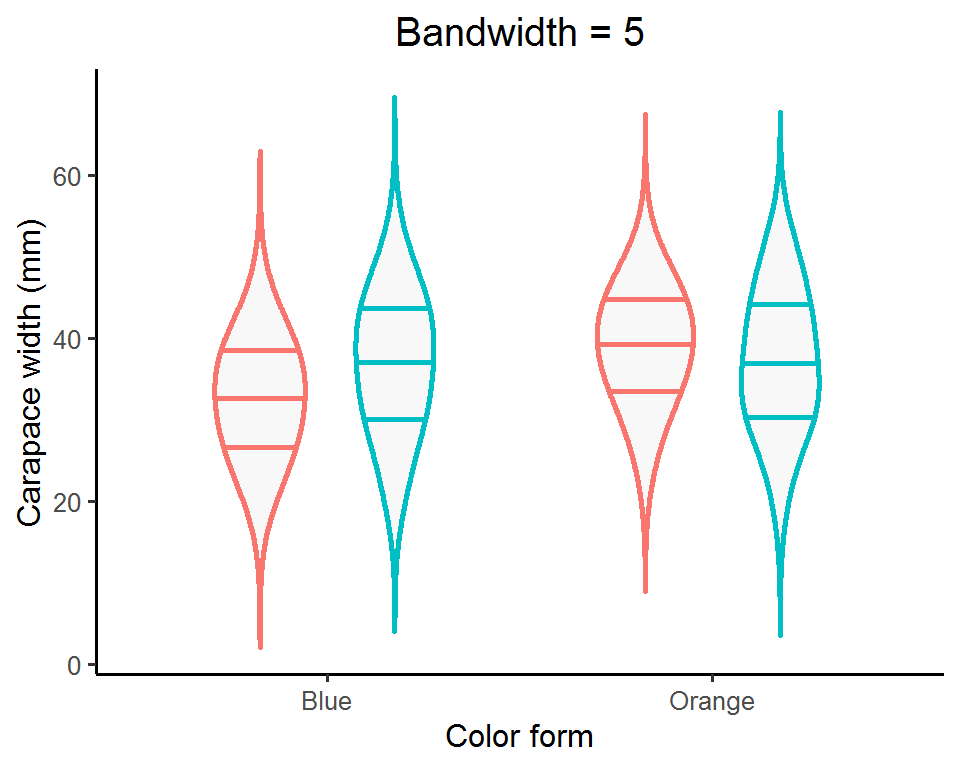 Bandwidth = 5
Carapace width (mm)
60
40
20
0
Blue
Orange
Color form